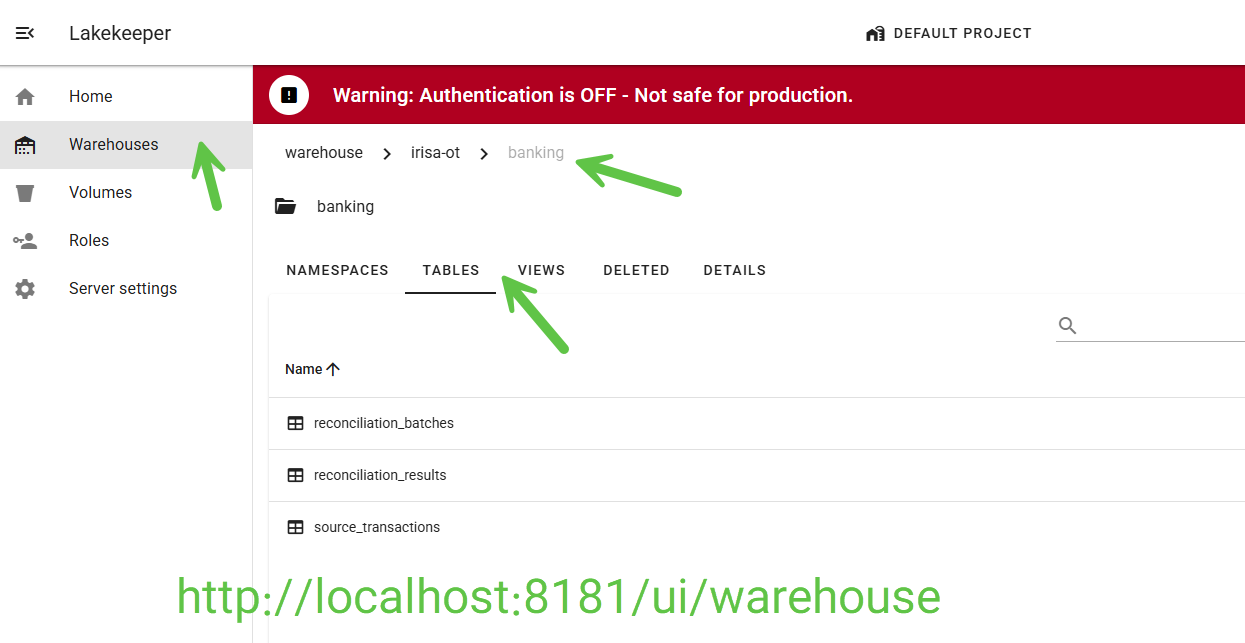 Lakekeeper
DEFAULT PROJECT
Home
Warehouses
Volumes
Roles
Server settings
Warning: Authentication is OFF - Not safe for production.
warehouse > irisa-ot > banking
banking
NAMESPACES TABLES VIEWS DELETED DETAILS
Name
reconciliation_batches
reconciliation_results
source_transactions
http://localhost:8181/ui/warehouse